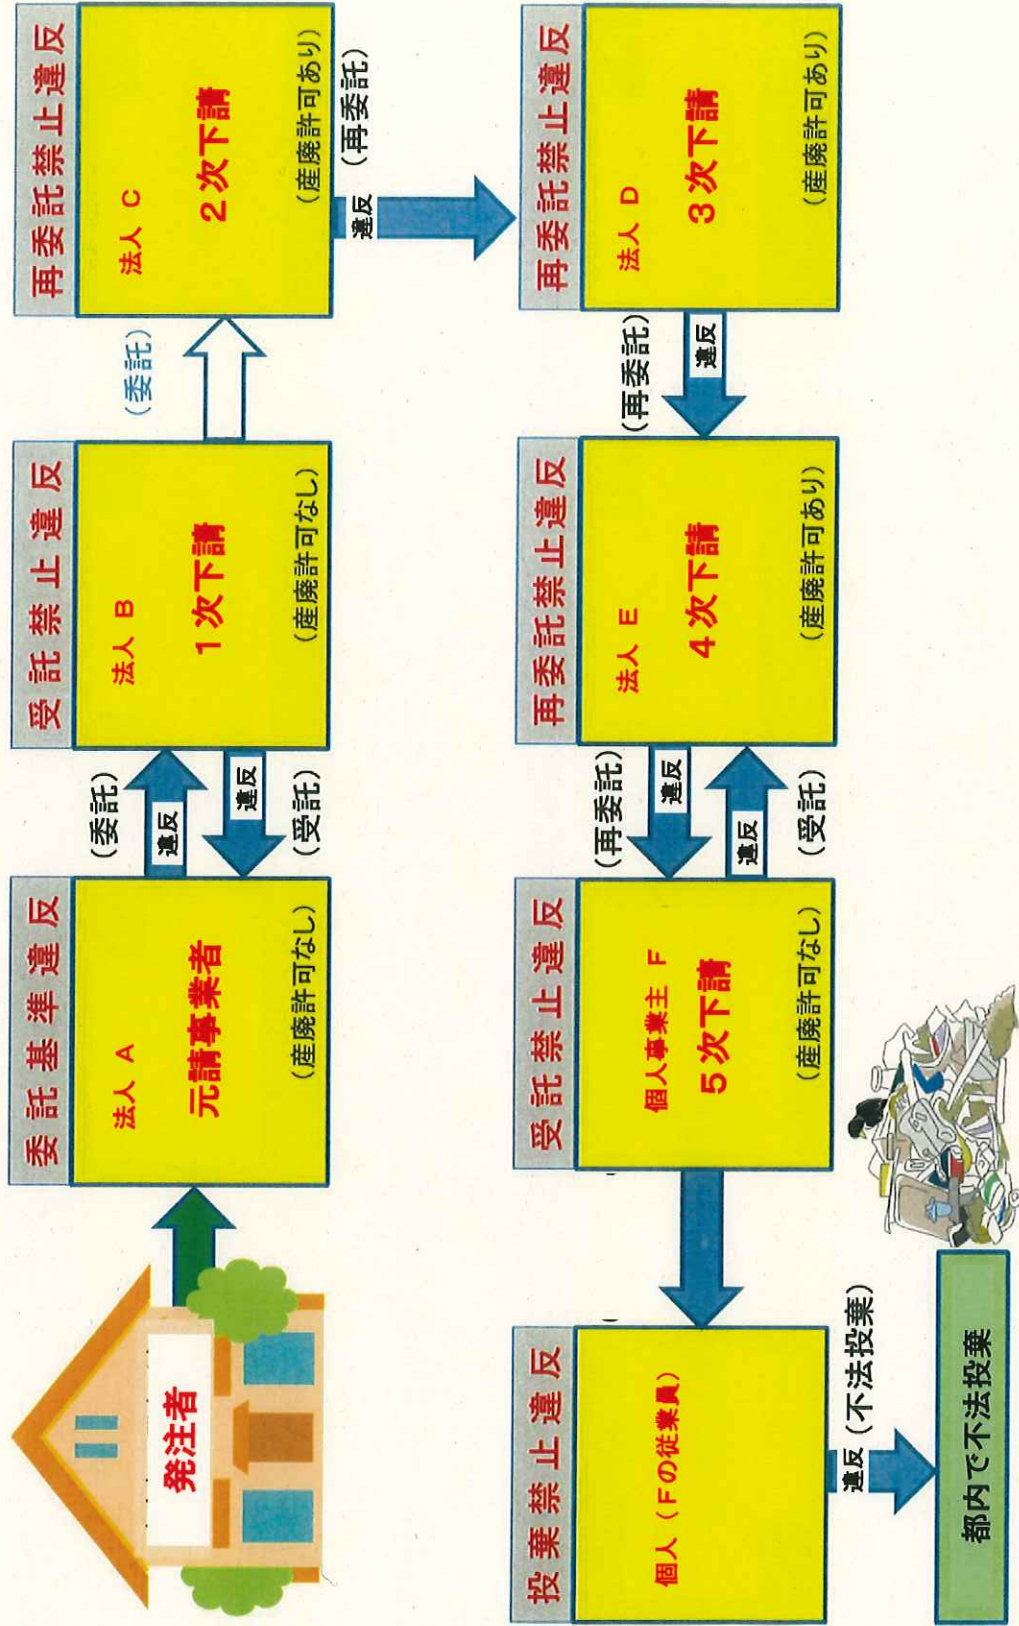 発注者
委託基準違反
法人 A
元請事業者
(産廃許可なし)
(委託)
違反
違反
(受託)
受託禁止違反
法人 B
1次下請
(産廃許可なし)
(委託)
再委託禁止違反
法人 C
2次下請
(産廃許可あり)
違反
(再委託)
再委託禁止違反
法人 D
3次下請
(産廃許可あり)
(再委託)
違反
再委託禁止違反
法人 E
4次下請
(産廃許可あり)
(再委託)
違反
違反
(受託)
受託禁止違反
個人事業主 F
5次下請
(産廃許可なし)
投棄禁止違反
個人(Fの従業員)
違反
(不法投棄)
都内で不法投棄